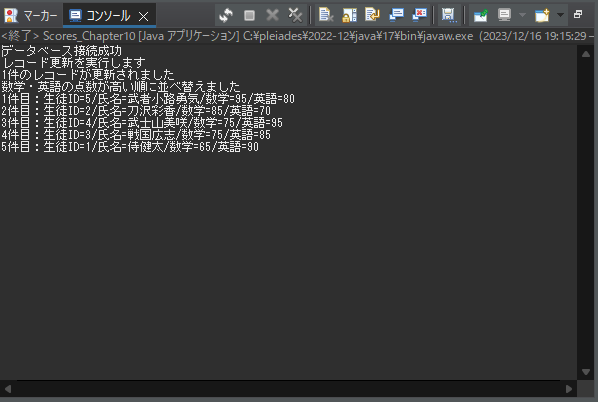 マーカー コンソール
<終了> Scores_Chapter10 [Java アプリケーション] C:¥pleiades¥2022-12¥java¥17¥bin¥javaw.exe (2023/12/16 19:15:29 –
データベース接続成功
レコード更新を実行します
1件のレコードが更新されました
数学・英語の点数が高い順に並べ替えました
1件目：生徒ID=5/氏名=武者小路勇気/数学=95/英語=80
2件目：生徒ID=2/氏名=刀沢彩香/数学=85/英語=70
3件目：生徒ID=4/氏名=武士山美咲/数学=75/英語=95
4件目：生徒ID=3/氏名=戦国広志/数学=75/英語=85
5件目：生徒ID=1/氏名=侍健太/数学=65/英語=90